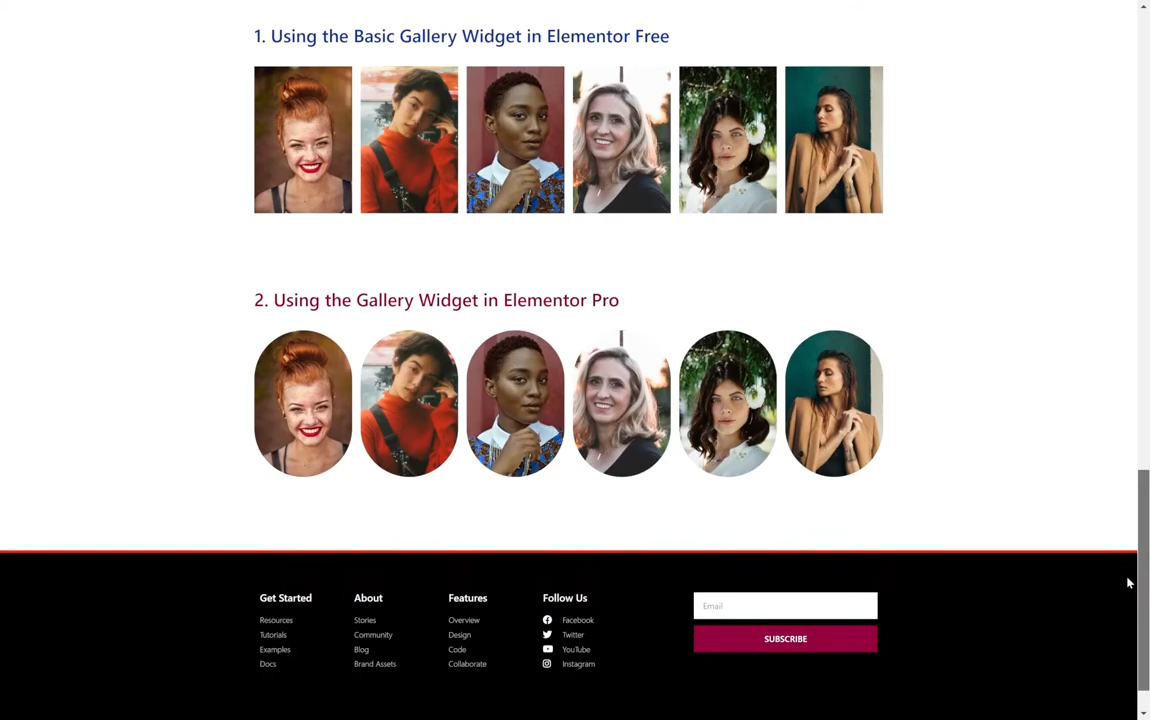 1. Using the Basic Gallery Widget in Elementor Free
2. Using the Gallery Widget in Elementor Pro
Get Started
Resources
Tutorials
Examples
Docs
About
Stories
Community
Blog
Brand Assets
Features
Overview
Design
Code
Collaborate
Follow Us
Facebook
Twitter
YouTube
Instagram
Email
SUBSCRIBE